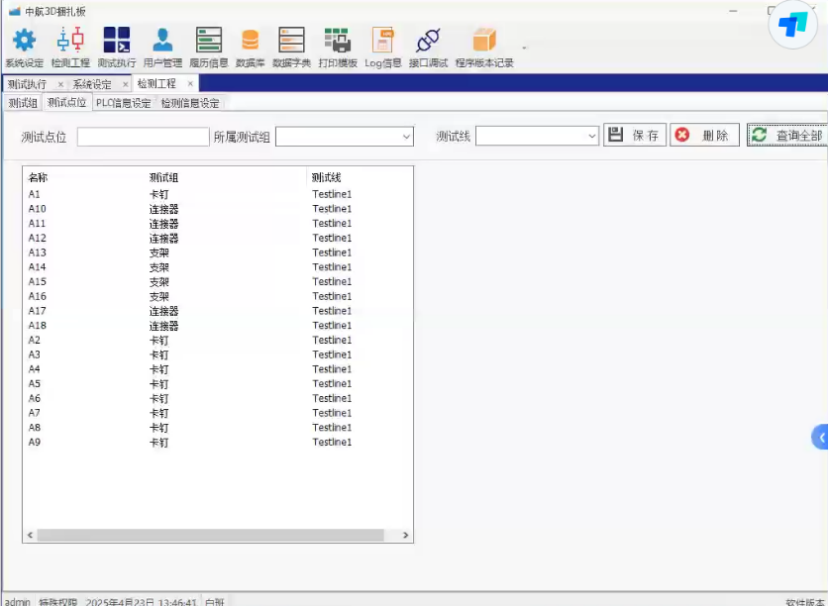 中航3D捆扎板
系统设定 检测工程 测试执行 用户管理 履历信息 数据库 数据字典 打印模板 Log信息 接口调试 程序版本记录
测试执行 × 系统设定 × 检测工程 ×
测试组 测试点位 PLC信息设定 检测信息设定
测试点位 所属测试组 测试线 保存 删除 查询全部
名称 测试组 测试线
A1 卡钉 Testline1
A10 连接器 Testline1
A11 连接器 Testline1
A12 连接器 Testline1
A13 支架 Testline1
A14 支架 Testline1
A15 支架 Testline1
A16 支架 Testline1
A17 连接器 Testline1
A18 连接器 Testline1
A2 卡钉 Testline1
A3 卡钉 Testline1
A4 卡钉 Testline1
A5 卡钉 Testline1
A6 卡钉 Testline1
A7 卡钉 Testline1
A8 卡钉 Testline1
A9 卡钉 Testline1
admin 特殊权限 2025年4月23日 13:46:41 白班 软件版本